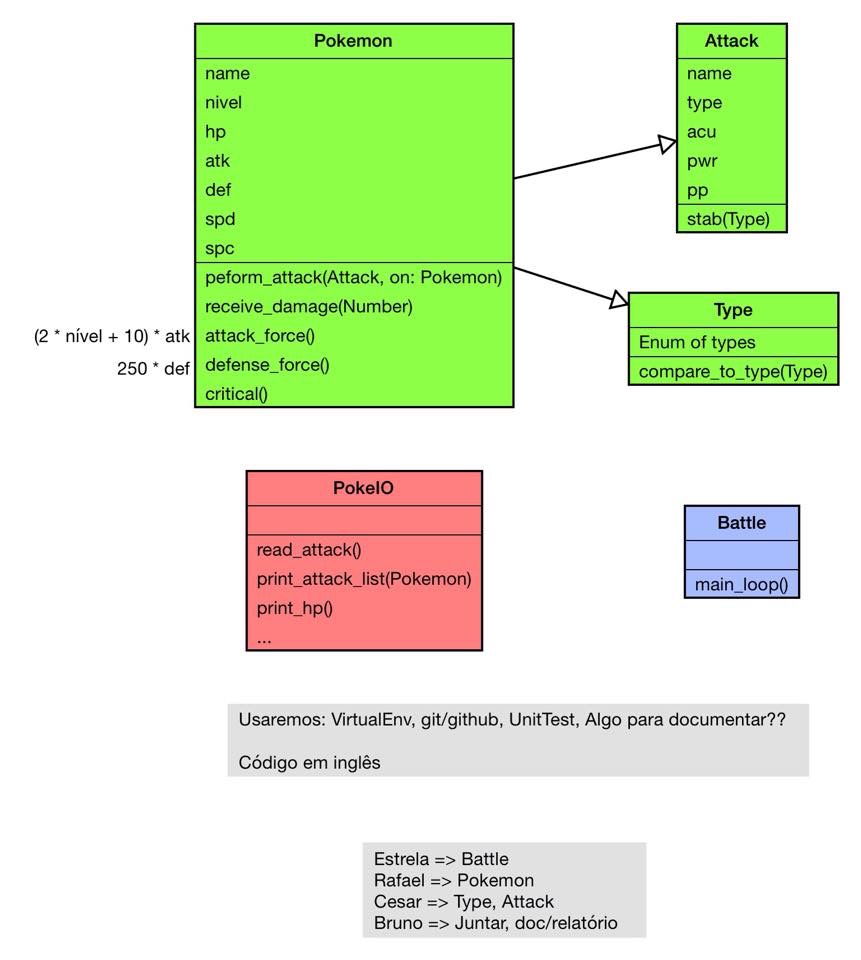 Pokemon
name
nivel
hp
atk
def
spd
spc
peform_attack(Attack, on: Pokemon)
receive_damage(Number)
(2 * nível + 10) * atk attack_force()
250 * def defense_force()
critical()
Attack
name
type
acu
pwr
pp
stab(Type)
Type
Enum of types
compare_to_type(Type)
PokeIO
read_attack()
print_attack_list(Pokemon)
print_hp()
...
Battle
main_loop()
Usaremos: VirtualEnv, git/github, UnitTest, Algo para documentar??
Código em inglês
Estrela => Battle
Rafael => Pokemon
Cesar => Type, Attack
Bruno => Juntar, doc/relatório